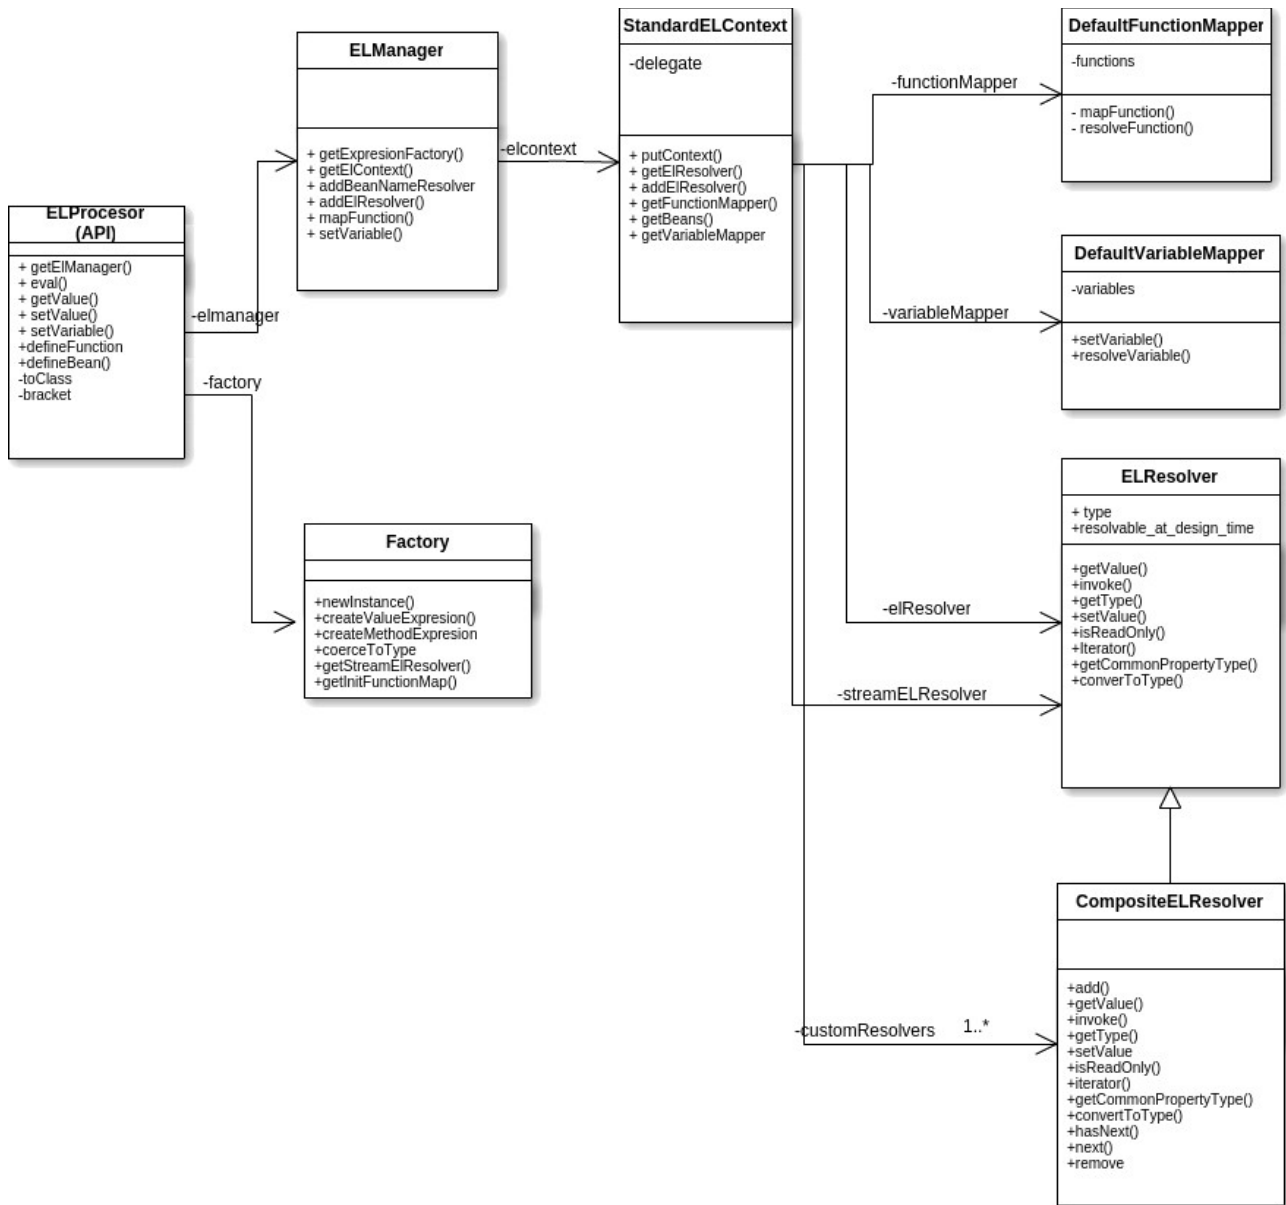 ELProcesor
(API)
+ getElManager()
+ eval()
+ getValue()
+ setValue()
+ setVariable()
+defineFunction
+defineBean()
-toClass
-bracket
-elmanager
-factory
ELManager
+ getExpresionFactory()
+ getElContext()
+ addBeanNameResolver
+ addElResolver()
+ mapFunction()
+ setVariable()
-elcontext
Factory
+newInstance()
+createValueExpresion()
+createMethodExpresion
+coerceToType
+getStreamElResolver()
+getInitFunctionMap()
StandardELContext
-delegate
+ putContext()
+ getElResolver()
+ addElResolver()
+ getFunctionMapper()
+ getBeans()
+ getVariableMapper
-functionMapper
-variableMapper
-elResolver
-streamELResolver
-customResolvers
1..*
DefaultFunctionMapper
-functions
- mapFunction()
- resolveFunction()
DefaultVariableMapper
-variables
+setVariable()
+resolveVariable()
ELResolver
+ type
+resolvable_at_design_time
+getValue()
+invoke()
+getType()
+setValue()
+isReadOnly()
+Iterator()
+getCommonPropertyType()
+converToType()
CompositeELResolver
+add()
+getValue()
+invoke()
+getType()
+setValue
+isReadOnly()
+iterator()
+getCommonPropertyType()
+convertToType()
+hasNext()
+next()
+remove